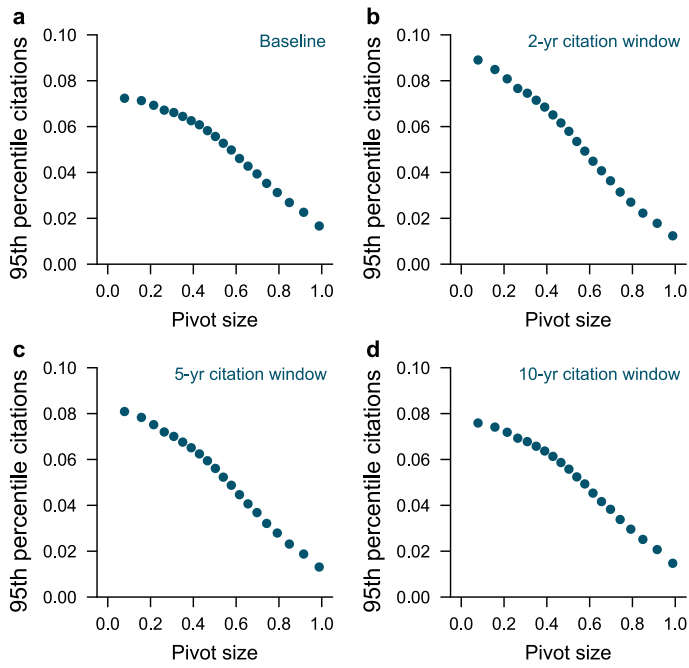 a
Baseline
95th percentile citations
0.10
0.08
0.06
0.04
0.02
0.00
0.0 0.2 0.4 0.6 0.8 1.0
Pivot size
b
2-yr citation window
95th percentile citations
0.10
0.08
0.06
0.04
0.02
0.00
0.0 0.2 0.4 0.6 0.8 1.0
Pivot size
c
5-yr citation window
95th percentile citations
0.10
0.08
0.06
0.04
0.02
0.00
0.0 0.2 0.4 0.6 0.8 1.0
Pivot size
d
10-yr citation window
95th percentile citations
0.10
0.08
0.06
0.04
0.02
0.00
0.0 0.2 0.4 0.6 0.8 1.0
Pivot size